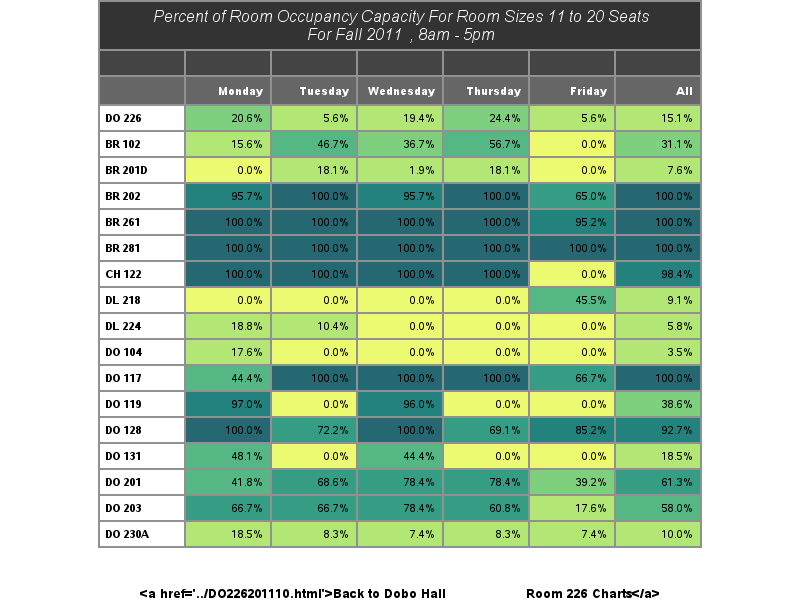 Percent of Room Occupancy Capacity For Room Sizes 11 to 20 Seats
For Fall 2011 , 8am - 5pm
Monday Tuesday Wednesday Thursday Friday All
DO 226 20.6% 5.6% 19.4% 24.4% 5.6% 15.1%
BR 102 15.6% 46.7% 36.7% 56.7% 0.0% 31.1%
BR 201D 0.0% 18.1% 1.9% 18.1% 0.0% 7.6%
BR 202 95.7% 100.0% 95.7% 100.0% 65.0% 100.0%
BR 261 100.0% 100.0% 100.0% 100.0% 95.2% 100.0%
BR 281 100.0% 100.0% 100.0% 100.0% 100.0% 100.0%
CH 122 100.0% 100.0% 100.0% 100.0% 0.0% 98.4%
DL 218 0.0% 0.0% 0.0% 0.0% 45.5% 9.1%
DL 224 18.8% 10.4% 0.0% 0.0% 0.0% 5.8%
DO 104 17.6% 0.0% 0.0% 0.0% 0.0% 3.5%
DO 117 44.4% 100.0% 100.0% 100.0% 66.7% 100.0%
DO 119 97.0% 0.0% 96.0% 0.0% 0.0% 38.6%
DO 128 100.0% 72.2% 100.0% 69.1% 85.2% 92.7%
DO 131 48.1% 0.0% 44.4% 0.0% 0.0% 18.5%
DO 201 41.8% 68.6% 78.4% 78.4% 39.2% 61.3%
DO 203 66.7% 66.7% 78.4% 60.8% 17.6% 58.0%
DO 230A 18.5% 8.3% 7.4% 8.3% 7.4% 10.0%
<a href='../DO226201110.html'>Back to Dobo Hall Room 226 Charts</a>